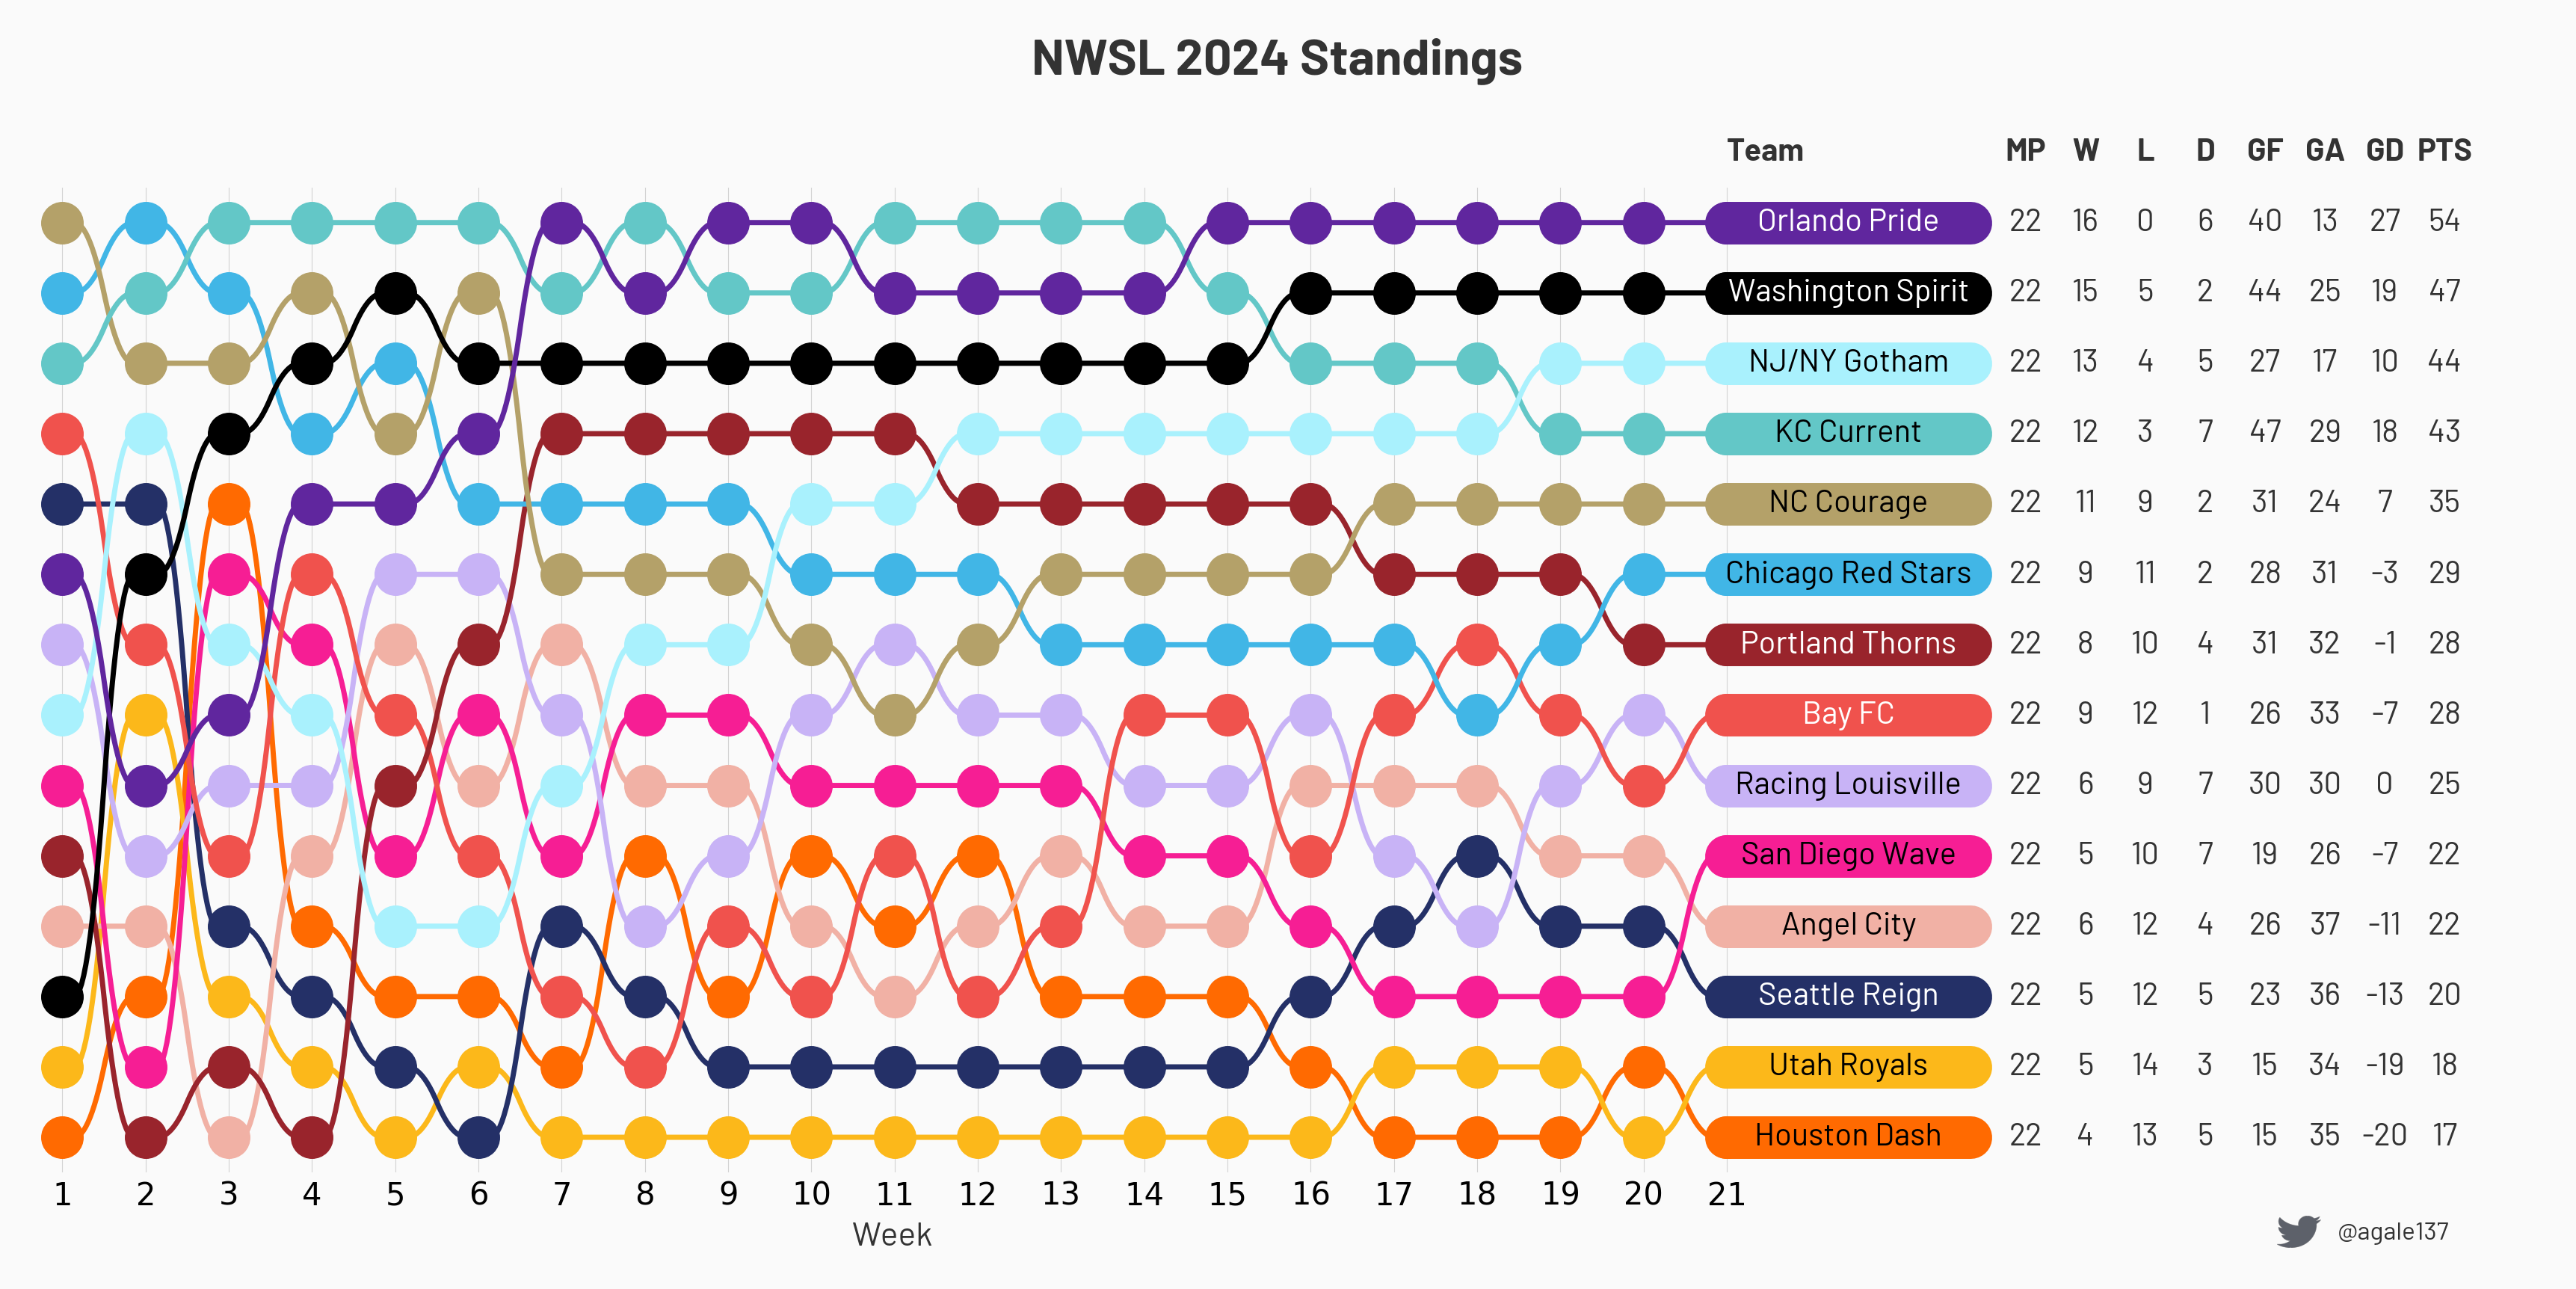 NWSL 2024 Standings
Team MP W L D GF GA GD PTS
Orlando Pride 22 16 0 6 40 13 27 54
Washington Spirit 22 15 5 2 44 25 19 47
NJ/NY Gotham 22 13 4 5 27 17 10 44
KC Current 22 12 3 7 47 29 18 43
NC Courage 22 11 9 2 31 24 7 35
Chicago Red Stars 22 9 11 2 28 31 -3 29
Portland Thorns 22 8 10 4 31 32 -1 28
Bay FC 22 9 12 1 26 33 -7 28
Racing Louisville 22 6 9 7 30 30 0 25
San Diego Wave 22 5 10 7 19 26 -7 22
Angel City 22 6 12 4 26 37 -11 22
Seattle Reign 22 5 12 5 23 36 -13 20
Utah Royals 22 5 14 3 15 34 -19 18
Houston Dash 22 4 13 5 15 35 -20 17
1 2 3 4 5 6 7 8 9 10 11 12 13 14 15 16 17 18 19 20 21
Week
@agale137